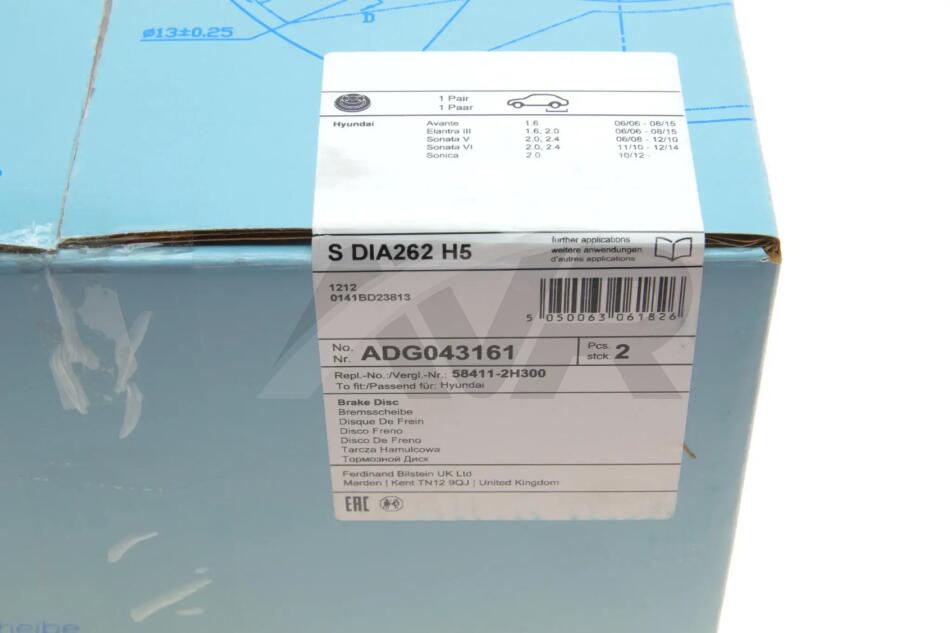 ø13±0.25
D
1 Pair
1 Paar
Hyundai Avante 1.6 06/06 - 08/15
Elantra III 1.6, 2.0 06/06 - 08/15
Sonata V 2.0, 2.4 06/08 - 12/10
Sonata VI 2.0, 2.4 11/10 - 12/14
Sonica 2.0 10/12 -
S DIA262 H5
further applications
weitere anwendungen
d'autres applications
1212
0141BD23813
5 050063 061826
No.
Nr. ADG043161
Pcs.
stck. 2
Repl.-No.:/Vergl.-Nr.: 58411-2H300
To fit:/Passend für: Hyundai
Brake Disc
Bremsscheibe
Disque De Frein
Disco Freno
Disco De Freno
Tarcza Hamulcowa
Тормозной Диск
Ferdinand Bilstein UK Ltd
Marden | Kent TN12 9QJ | United Kingdom
EAC
AVR